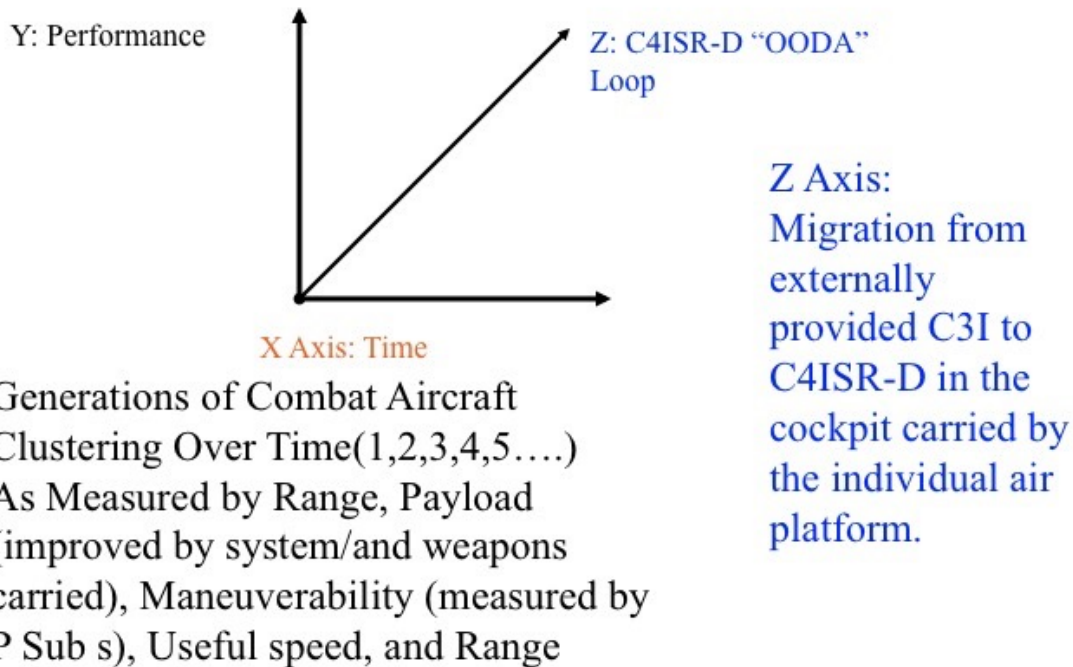 Y: Performance
Z: C4ISR-D “OODA”
Loop
Z Axis:
Migration from
externally
provided C3I to
C4ISR-D in the
cockpit carried by
the individual air
platform.
X Axis: Time
Generations of Combat Aircraft
Clustering Over Time(1,2,3,4,5….)
As Measured by Range, Payload
(improved by system/and weapons
carried), Maneuverability (measured by
P Sub s), Useful speed, and Range